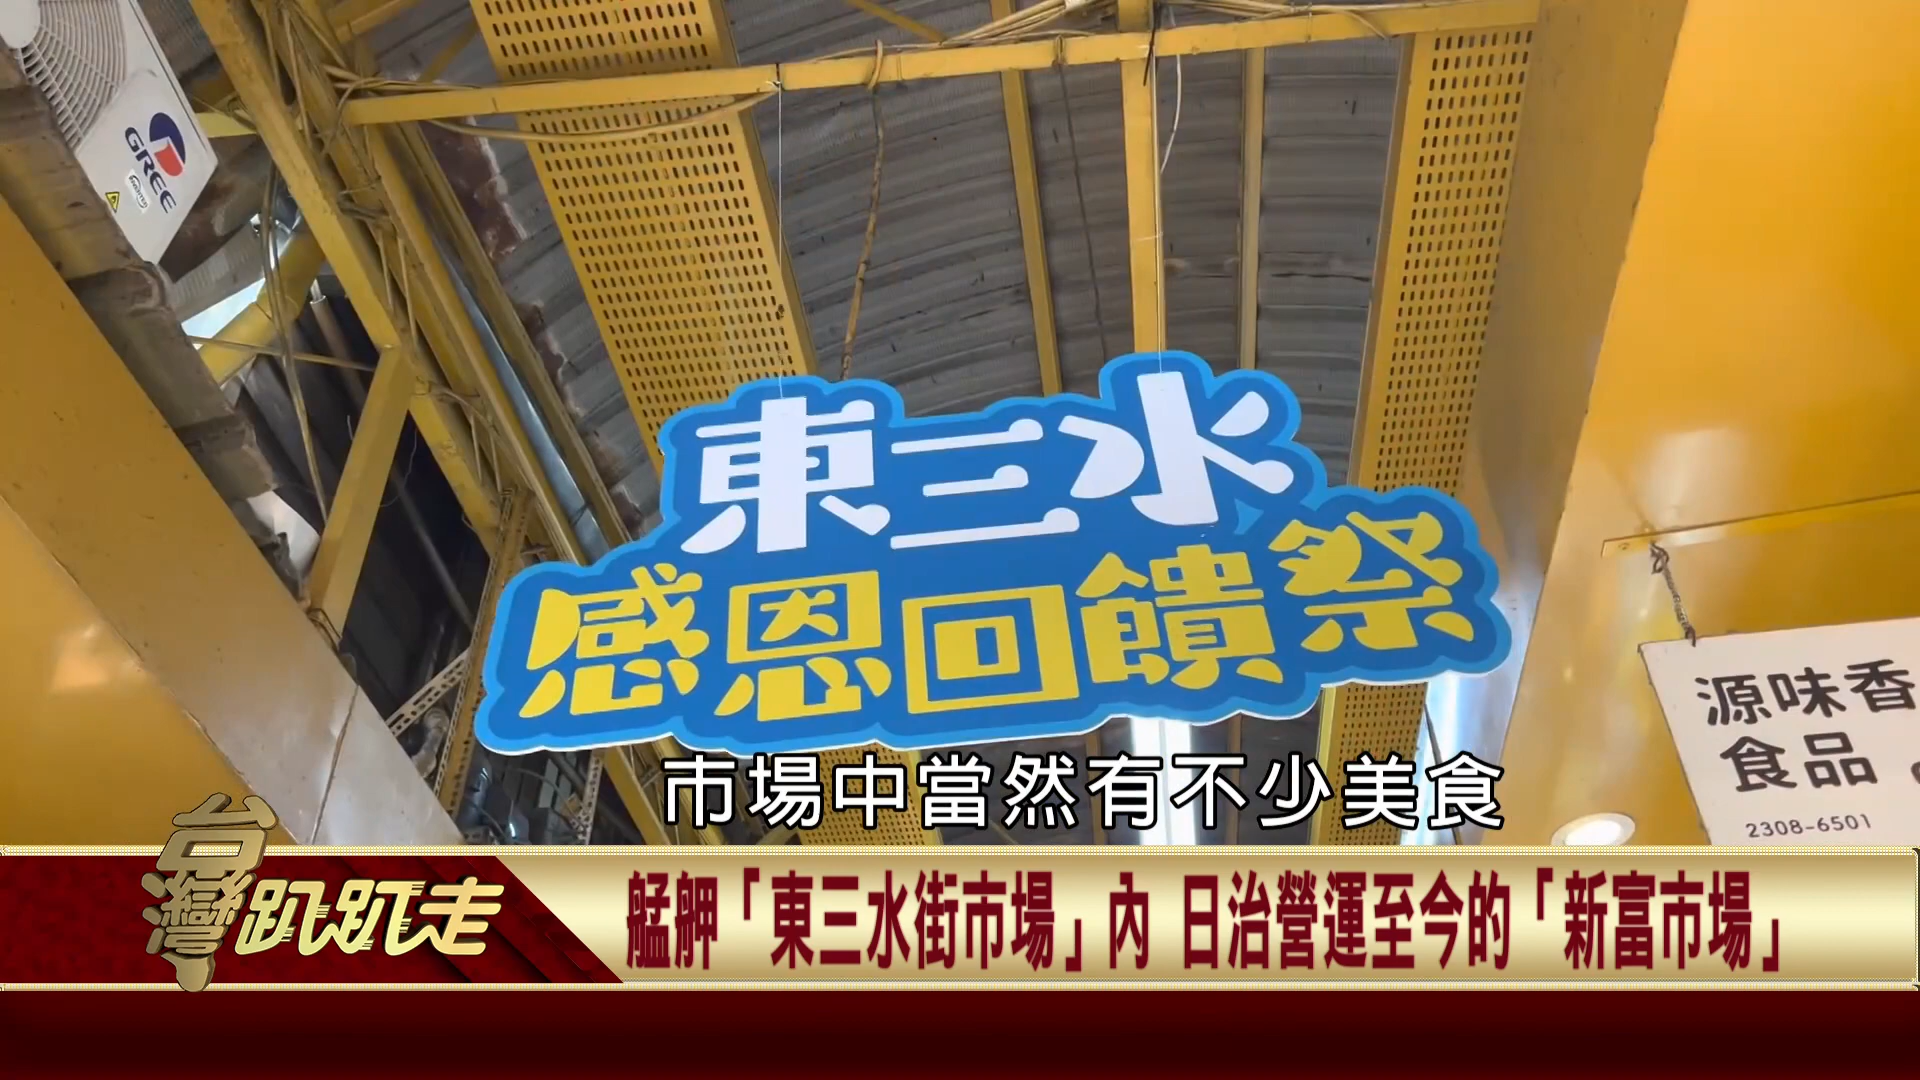 GREE
東三水
感恩回饋祭
源味香
食品
2308-6501
市場中當然有不少美食
台灣趴趴走
艋舺「東三水街市場」內 日治營運至今的「新富市場」